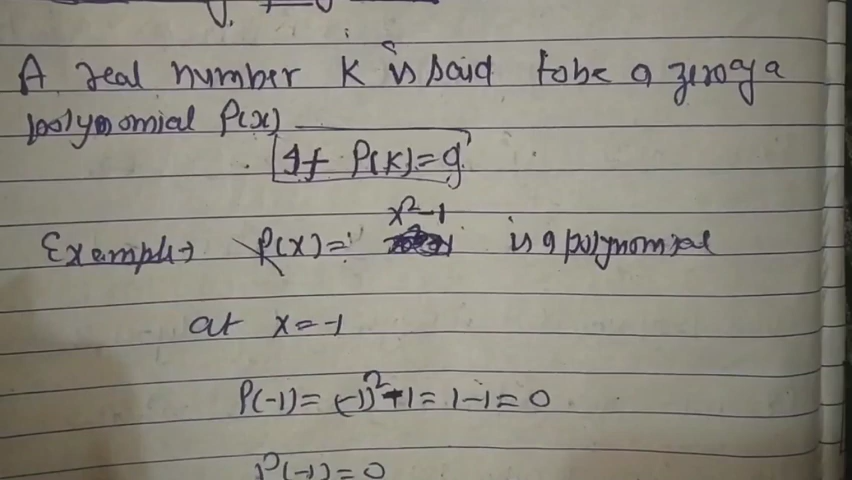 A real number K is said to be a zero of a
polynomial P(x)
If P(K)=0
x²-1
Example→ P(x)= is a polynomial
at x=-1
P(-1)= (-1)²-1= 1-1=0
P(-1)=0